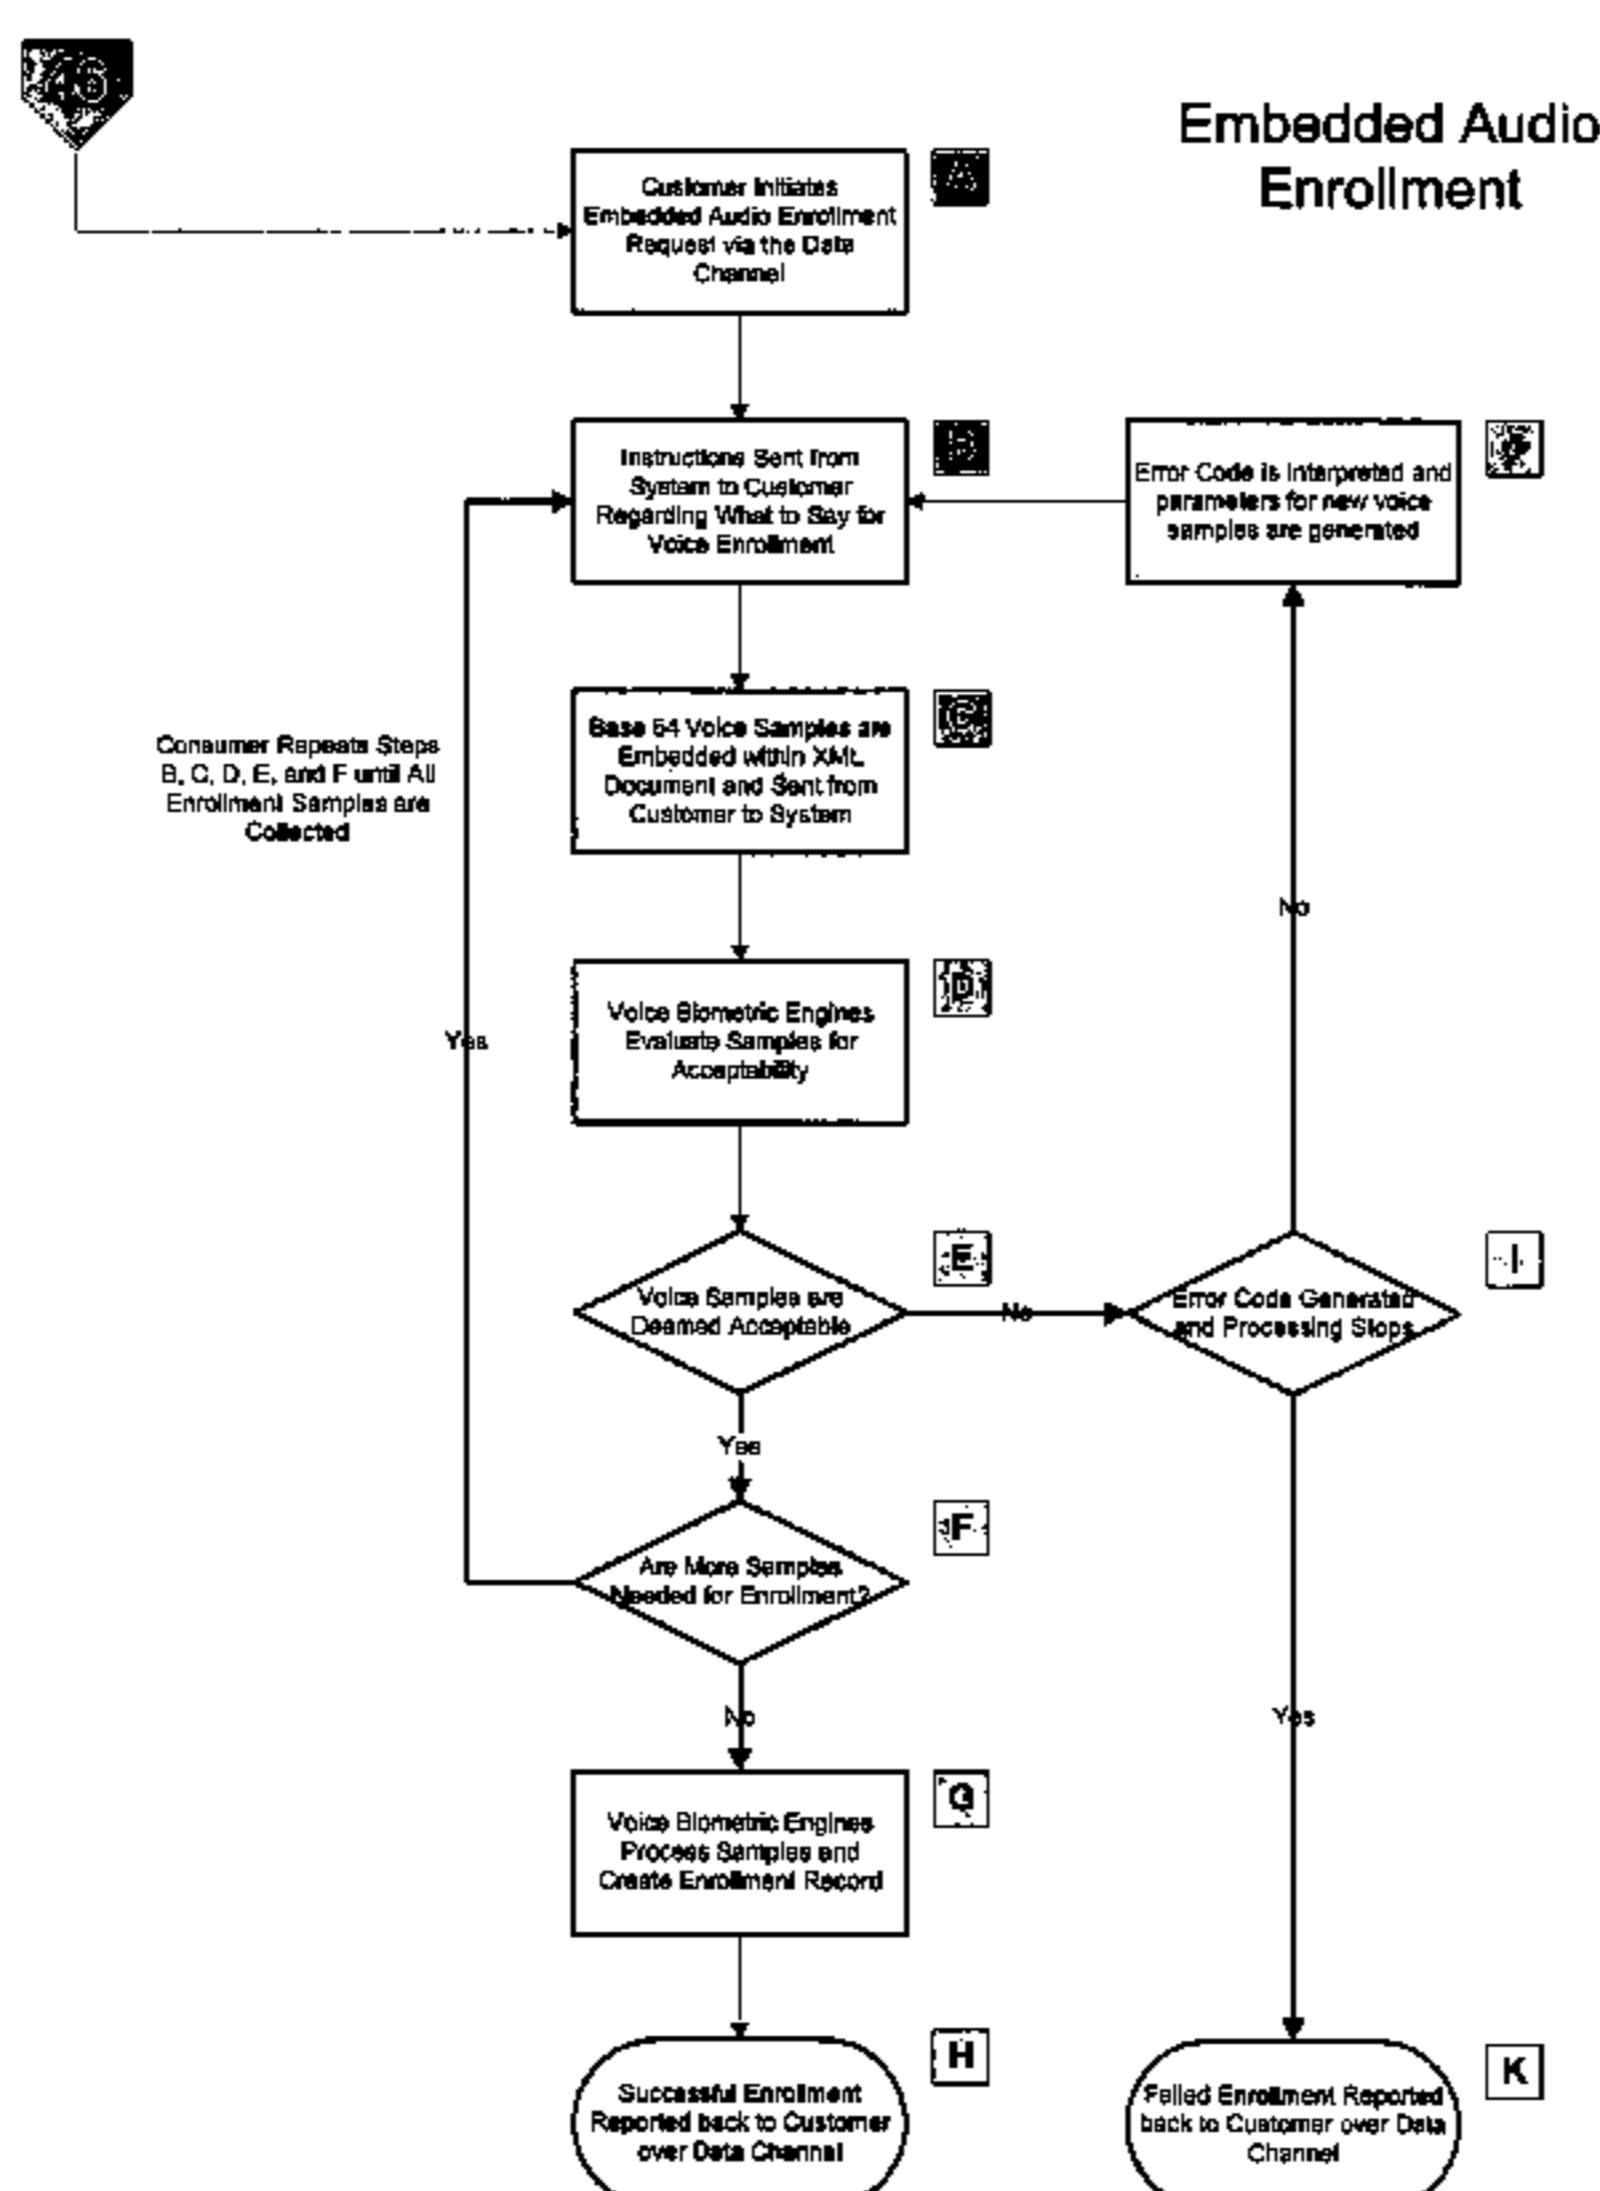 46
Embedded Audio
Enrollment
Customer Initiates
Embedded Audio Enrollment
Request via the Data
Channel
A
Instructions Sent from
System to Customer
Regarding What to Say for
Voice Enrollment
B
Error Code is Interpreted and
parameters for new voice
samples are generated
Base 64 Voice Samples are
Embedded within XML
Document and Sent from
Customer to System
C
Consumer Repeats Steps
B, C, D, E, and F until All
Enrollment Samples are
Collected
No
Voice Biometric Engines
Evaluate Samples for
Acceptability
D
Yes
Voice Samples are
Deemed Acceptable
E
No
Error Code Generated
and Processing Stops
I
Yes
Are More Samples
Needed for Enrollment?
F
No
Yes
Voice Biometric Engines
Process Samples and
Create Enrollment Record
G
Successful Enrollment
Reported back to Customer
over Data Channel
H
Failed Enrollment Reported
back to Customer over Data
Channel
K